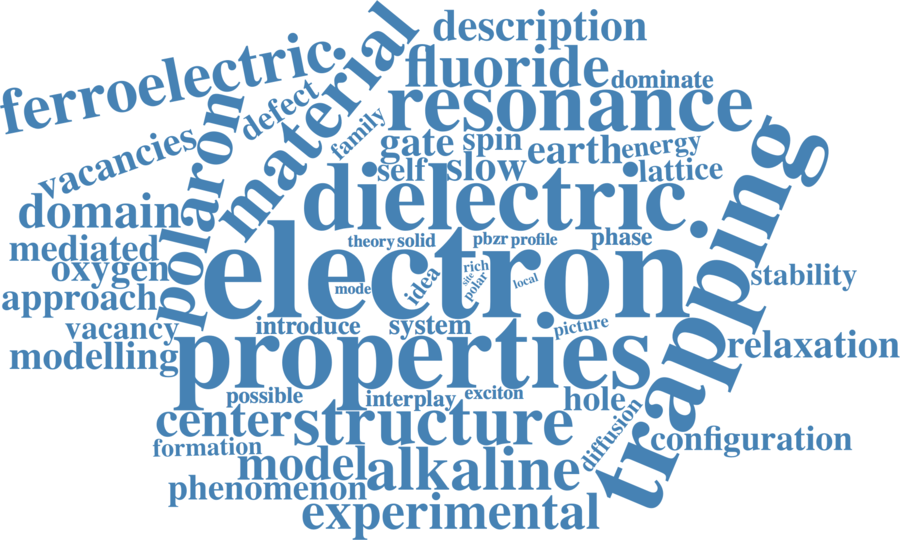 description
material
ferroelectric
fluoride
dominate
defect
resonance
family
gate
spin
earth
energy
vacancies
polaron
self
slow
lattice
trapping
dielectric
domain
mediated
theory
solid
pbzr
profile
phase
electron
oxygen
rich
site
polar
local
idea
mode
stability
approach
vacancy
introduce
system
picture
modelling
properties
relaxation
possible
interplay
exciton
hole
center
structure
diffusion
configuration
formation
model
alkaline
phenomenon
experimental